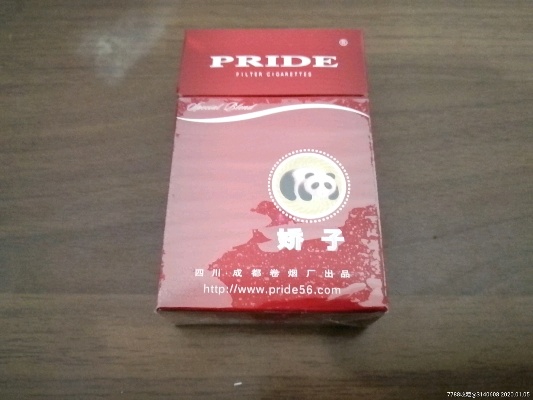 PRIDE
®
FILTER CIGARETTES
Special Blend
娇子
四川成都卷烟厂出品
http://www.pride56.com